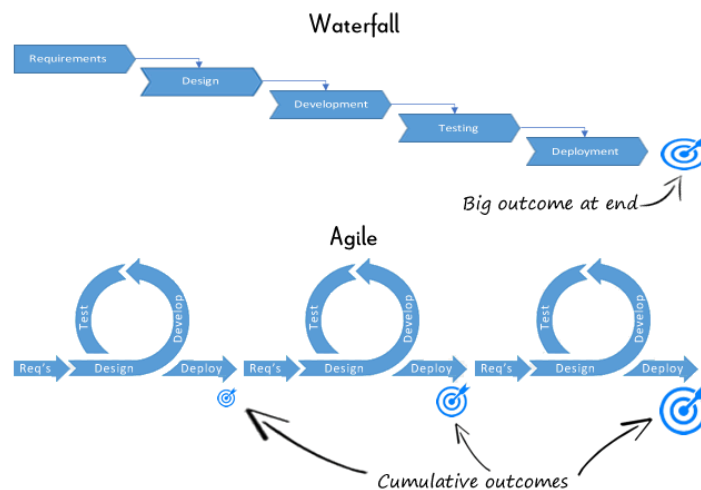 Waterfall
Requirements
Design
Development
Testing
Deployment
Big outcome at end
Agile
Test
Develop
Req's
Design
Deploy
Test
Develop
Req's
Design
Deploy
Test
Develop
Req's
Design
Deploy
Cumulative outcomes